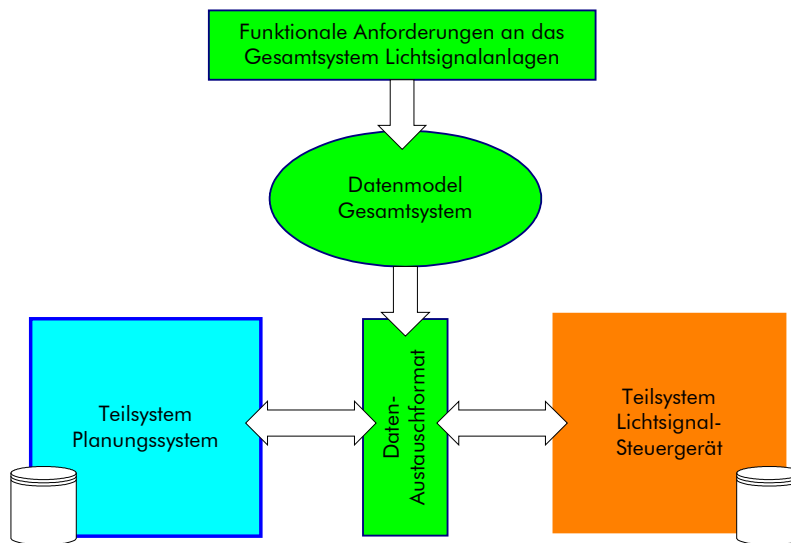 Funktionale Anforderungen an das
Gesamtsystem Lichtsignalanlagen
Datenmodel
Gesamtsystem
Teilsystem
Planungssystem
Daten-
Austauschformat
Teilsystem
Lichtsignal-
Steuergerät